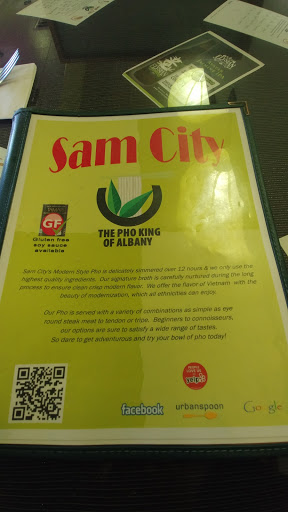 Sam City
GF
Gluten free
soy sauce
available
THE PHO KING
OF ALBANY
Sam City's Modern Style Pho is delicately simmered over 12 hours & we only use the
highest quality ingredients. Our signature broth is carefully nurtured during the long
process to ensure clean crisp modern flavor. We offer the flavor of Vietnam with the
beauty of modernization, which all ethnicities can enjoy.
Our Pho is served with a variety of combinations as simple as eye
round steak meat to tendon or tripe. Beginners to connoisseurs,
our options are sure to satisfy a wide range of tastes.
So dare to get adventurous and try your bowl of pho today!
yelp
facebook
urbanspoon
Google